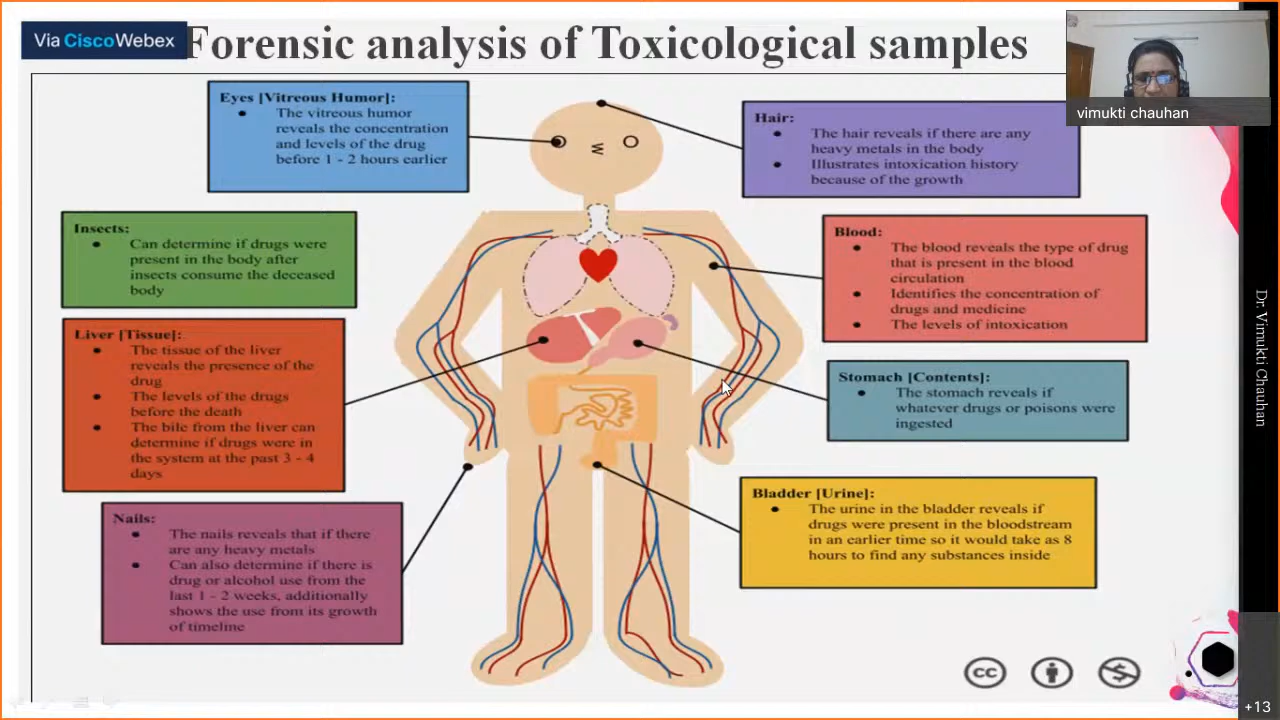 Via Cisco Webex
Forensic analysis of Toxicological samples
vimukti chauhan
Eyes [Vitreous Humor]:
● The vitreous humor
reveals the concentration
and levels of the drug
before 1 - 2 hours earlier
Hair:
● The hair reveals if there are any
heavy metals in the body
● Illustrates intoxication history
because of the growth
Insects:
● Can determine if drugs were
present in the body after
insects consume the deceased
body
Blood:
● The blood reveals the type of drug
that is present in the blood
circulation
● Identifies the concentration of
drugs and medicine
● The levels of intoxication
Liver [Tissue]:
● The tissue of the liver
reveals the presence of the
drug
● The levels of the drugs
before the death
● The bile from the liver can
determine if drugs were in
the system at the past 3 - 4
days
Stomach [Contents]:
● The stomach reveals if
whatever drugs or poisons were
ingested
Nails:
● The nails reveals that if there
are any heavy metals
● Can also determine if there is
drug or alcohol use from the
last 1 - 2 weeks, additionally
shows the use from its growth
of timeline
Bladder [Urine]:
● The urine in the bladder reveals if
drugs were present in the bloodstream
in an earlier time so it would take as 8
hours to find any substances inside
Dr. Vimukti Chauhan
cc
+13